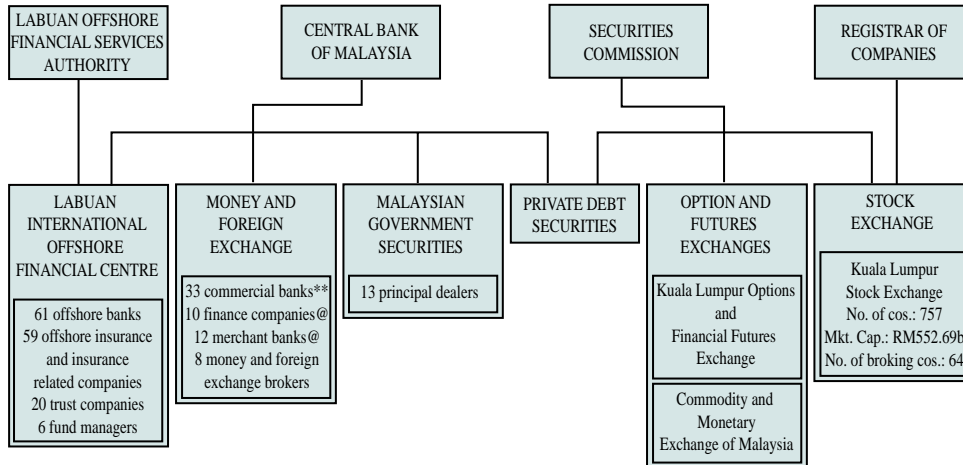 LABUAN OFFSHORE
FINANCIAL SERVICES
AUTHORITY
CENTRAL BANK
OF MALAYSIA
SECURITIES
COMMISSION
REGISTRAR OF
COMPANIES
LABUAN
INTERNATIONAL
OFFSHORE
FINANCIAL CENTRE
61 offshore banks
59 offshore insurance
and insurance
related companies
20 trust companies
6 fund managers
MONEY AND
FOREIGN
EXCHANGE
33 commercial banks**
10 finance companies@
12 merchant banks@
8 money and foreign
exchange brokers
MALAYSIAN
GOVERNMENT
SECURITIES
13 principal dealers
PRIVATE DEBT
SECURITIES
OPTION AND
FUTURES
EXCHANGES
Kuala Lumpur Options
and
Financial Futures
Exchange
Commodity and
Monetary
Exchange of Malaysia
STOCK
EXCHANGE
Kuala Lumpur
Stock Exchange
No. of cos.: 757
Mkt. Cap.: RM552.69b
No. of broking cos.: 64